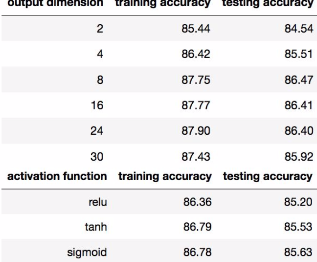 output dimension training accuracy testing accuracy
2 85.44 84.54
4 86.42 85.51
8 87.75 86.47
16 87.77 86.41
24 87.90 86.40
30 87.43 85.92
activation function training accuracy testing accuracy
relu 86.36 85.20
tanh 86.79 85.53
sigmoid 86.78 85.63